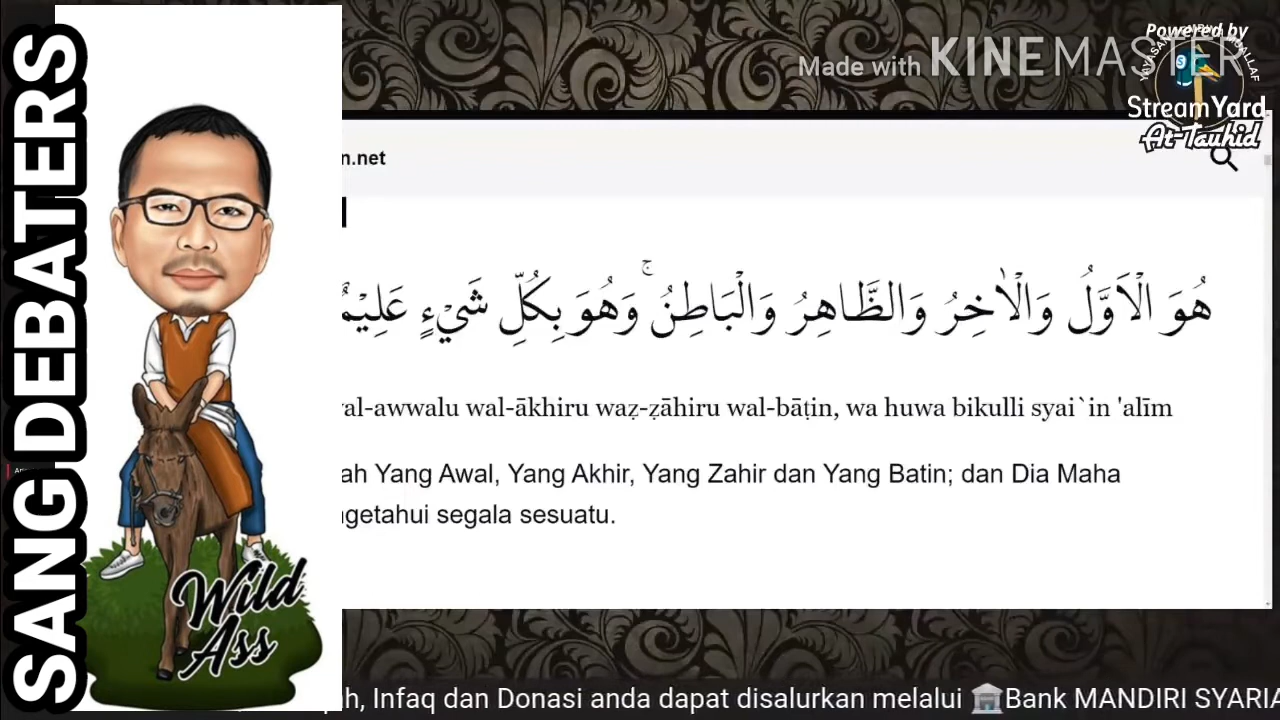 SANG DEBATERS
Powered by
Made with KINEMASTER
StreamYard
At-Tauhid
n.net
هُوَ الْاَوَّلُ وَالْاٰخِرُ وَالظَّاهِرُ وَالْبَاطِنُۚ وَهُوَ بِكُلِّ شَيْءٍ عَلِيْمٌ
al-awwalu wal-ākhiru waẓ-ẓāhiru wal-bāṭin, wa huwa bikulli syai`in 'alīm
ah Yang Awal, Yang Akhir, Yang Zahir dan Yang Batin; dan Dia Maha
getahui segala sesuatu.
Wild
Ass
h, Infaq dan Donasi anda dapat disalurkan melalui 🏛Bank MANDIRI SYARIA